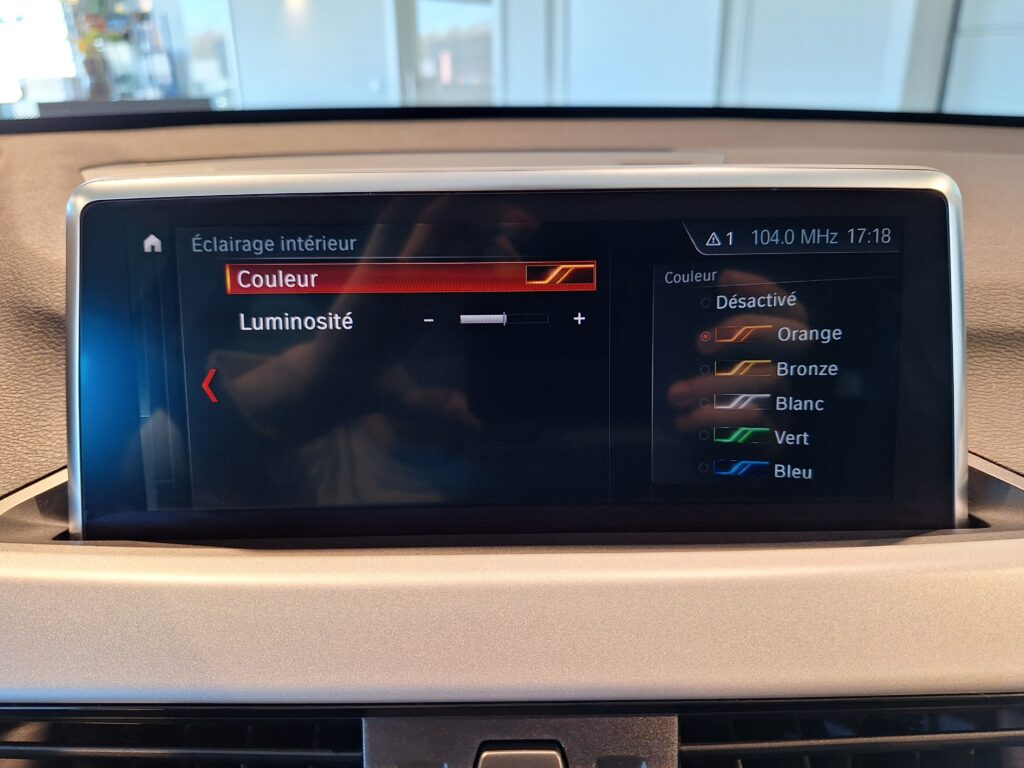 Éclairage intérieur
1 104.0 MHz 17:18
Couleur
Luminosité
- +
Couleur
Désactivé
Orange
Bronze
Blanc
Vert
Bleu